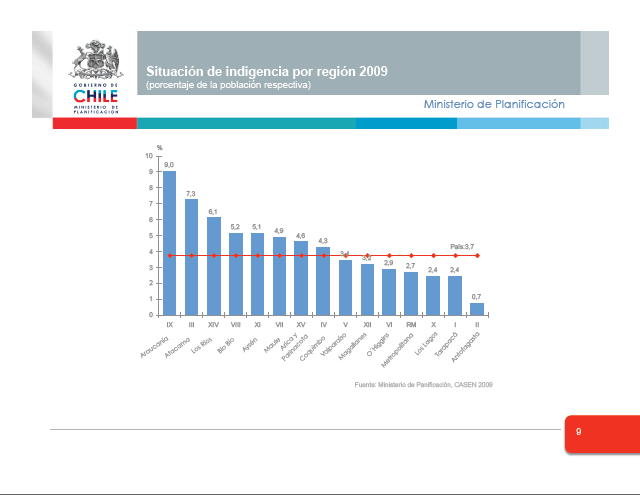 Situación de indigencia por región 2009
(porcentaje de la población respectiva)
GOBIERNO DE
CHILE
MINISTERIO DE
PLANIFICACIÓN
Ministerio de Planificación
%
10
9
8
7
6
5
4
3
2
1
0
9,0
7,3
6,1
5,2
5,1
4,9
4,6
4,3
3,2
2,9
2,7
2,4
2,4
0,7
País:3,7
IX III XIV VIII XI VII XV IV V XII VI RM X I II
Araucanía
Atacama
Los Ríos
Bío Bío
Aysén
Maule
Arica y
Parinacota
Coquimbo
Valparaíso
Magallanes
O´Higgins
Metropolitana
Los Lagos
Tarapacá
Antofagasta
Fuente: Ministerio de Panificación, CASEN 2009
9